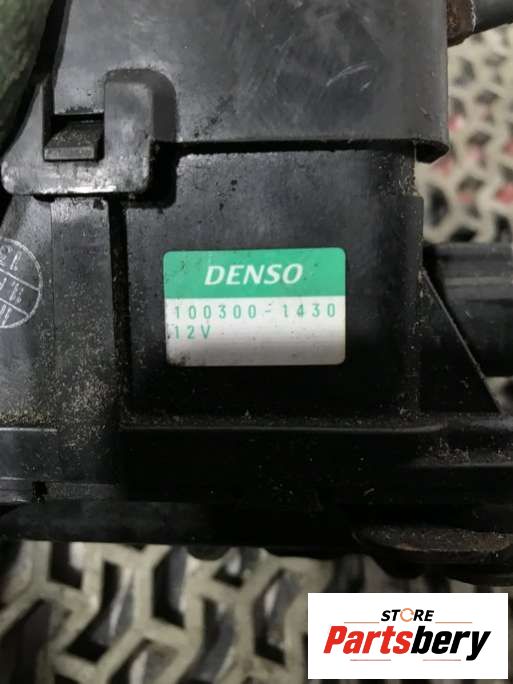 DENSO
100300-1430
12V
STORE
Partsbery